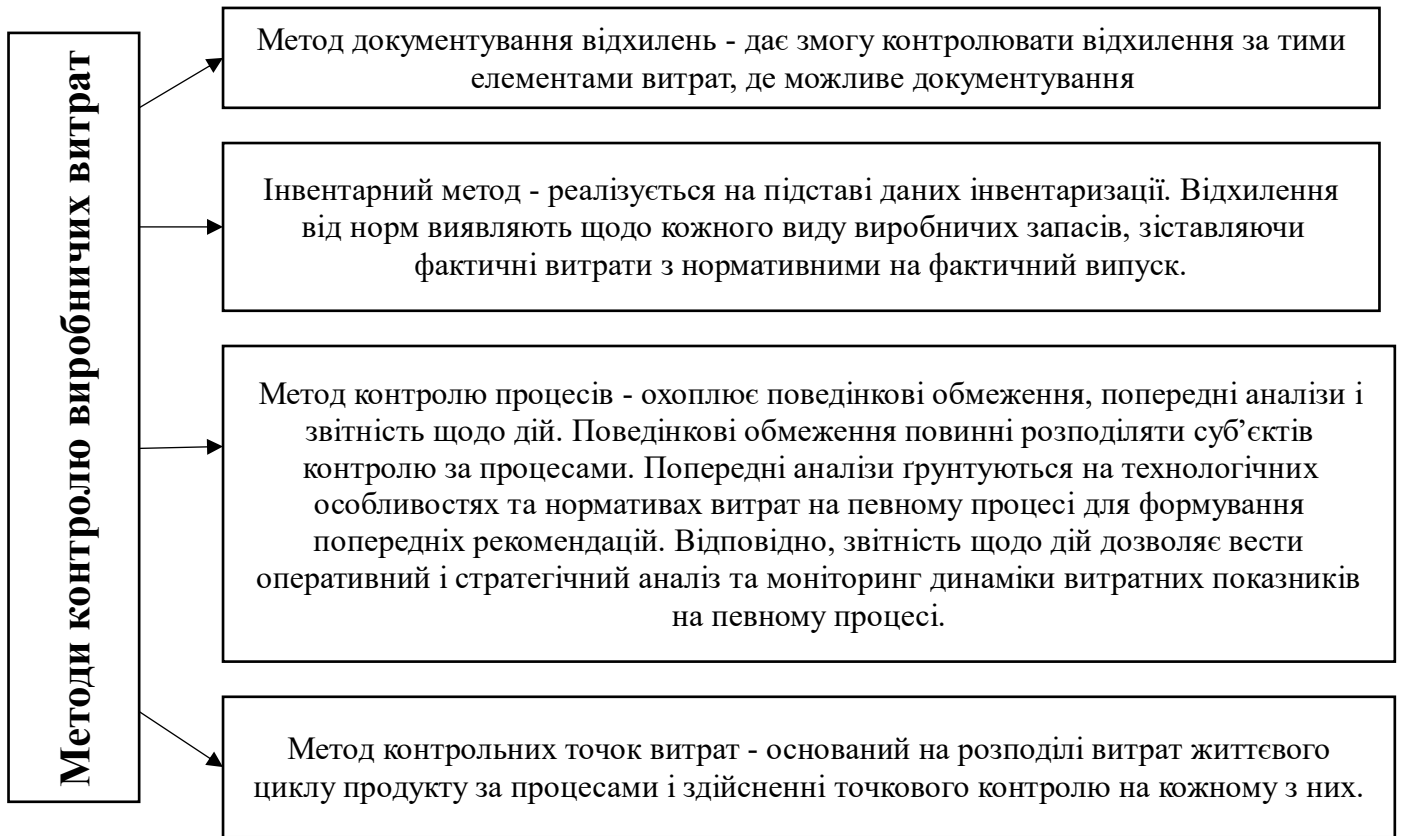 Методи контролю виробничих витрат
Метод документування відхилень - дає змогу контролювати відхилення за тими
елементами витрат, де можливе документування
Інвентарний метод - реалізується на підставі даних інвентаризації. Відхилення
від норм виявляють щодо кожного виду виробничих запасів, зіставляючи
фактичні витрати з нормативними на фактичний випуск.
Метод контролю процесів - охоплює поведінкові обмеження, попередні аналізи і
звітність щодо дій. Поведінкові обмеження повинні розподіляти суб’єктів
контролю за процесами. Попередні аналізи ґрунтуються на технологічних
особливостях та нормативах витрат на певному процесі для формування
попередніх рекомендацій. Відповідно, звітність щодо дій дозволяє вести
оперативний і стратегічний аналіз та моніторинг динаміки витратних показників
на певному процесі.
Метод контрольних точок витрат - оснований на розподілі витрат життєвого
циклу продукту за процесами і здійсненні точкового контролю на кожному з них.